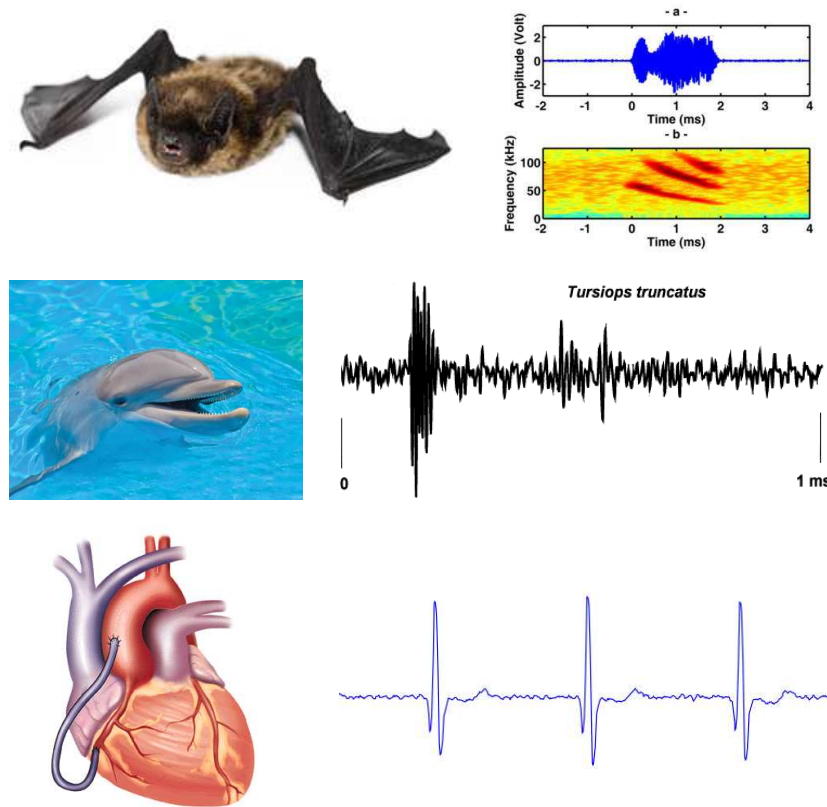 - a -
Amplitude (Volt)
2
0
-2
-2 -1 0 1 2 3 4
Time (ms)
- b -
Frequency (kHz)
100
50
0
-2 -1 0 1 2 3 4
Time (ms)
Tursiops truncatus
0
1 ms